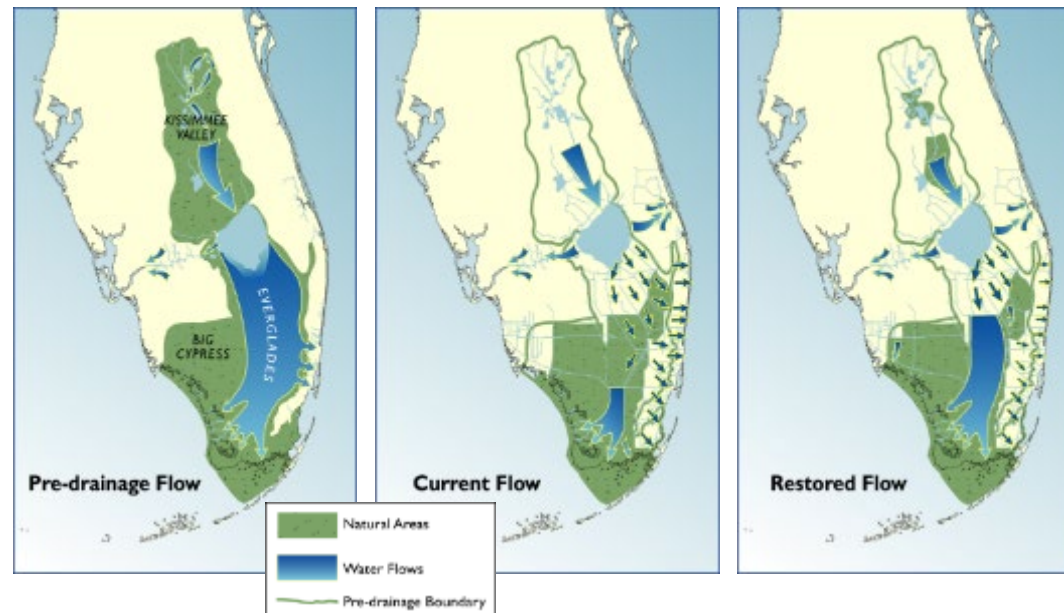 KISSIMMEE
VALLEY
EVERGLADES
BIG
CYPRESS
Pre-drainage Flow
Current Flow
Restored Flow
Natural Areas
Water Flows
Pre-drainage Boundary